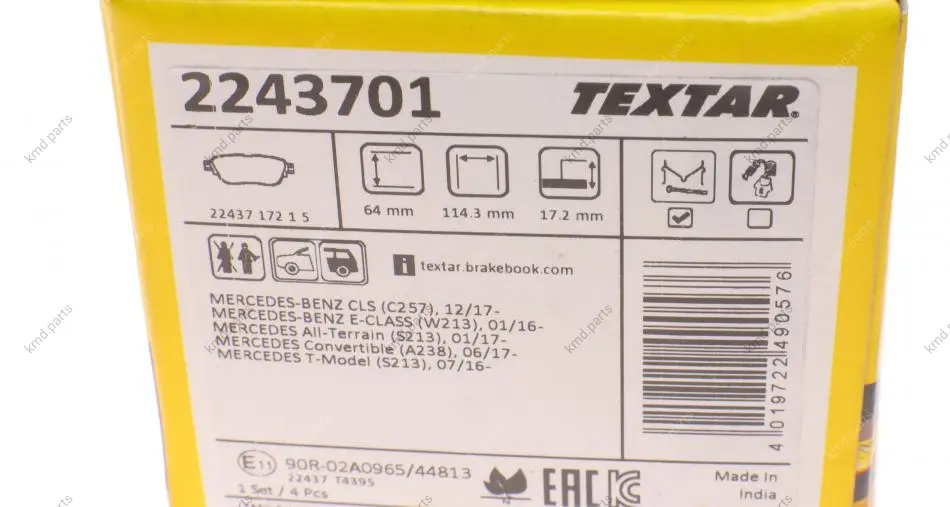 2243701
TEXTAR®
22437 172 1 5
64 mm
114.3 mm
17.2 mm
i textar.brakebook.com
MERCEDES-BENZ CLS (C257), 12/17-
MERCEDES-BENZ E-CLASS (W213), 01/16-
MERCEDES All-Terrain (S213), 01/17-
MERCEDES Convertible (A238), 06/17-
MERCEDES T-Model (S213), 07/16-
4 019722 490576
E11 90R-02A0965/44813
22437 T4395
1 Set / 4 Pcs
EAC KC
Made In
India
kmd.parts